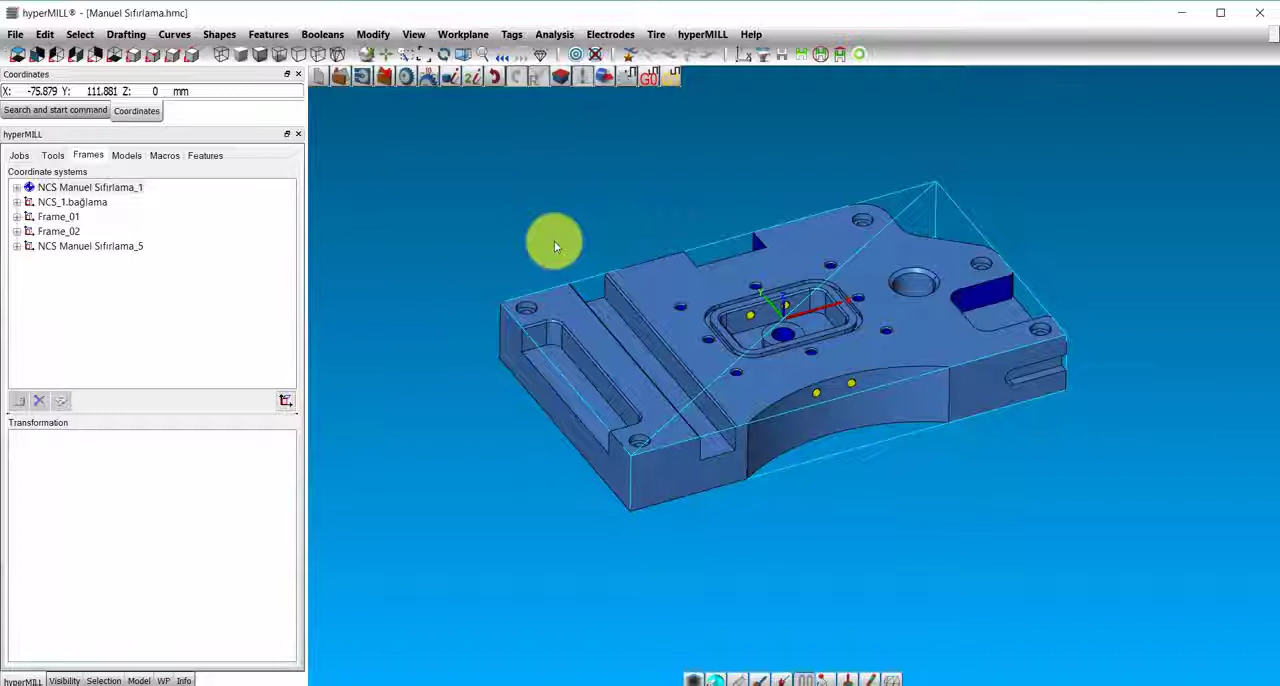 hyperMILL® - [Manuel Sıfırlama.hmc]
File Edit Select Drafting Curves Shapes Features Booleans Modify View Workplane Tags Analysis Electrodes Tire hyperMILL Help
Coordinates
X: -75.879 Y: 111.881 Z: 0 mm
Search and start command Coordinates
hyperMILL
Jobs Tools Frames Models Macros Features
Coordinate systems
NCS Manuel Sıfırlama_1
NCS_1.bağlama
Frame_01
Frame_02
NCS Manuel Sıfırlama_5
Transformation
hyperMILL Visibility Selection Model WP Info